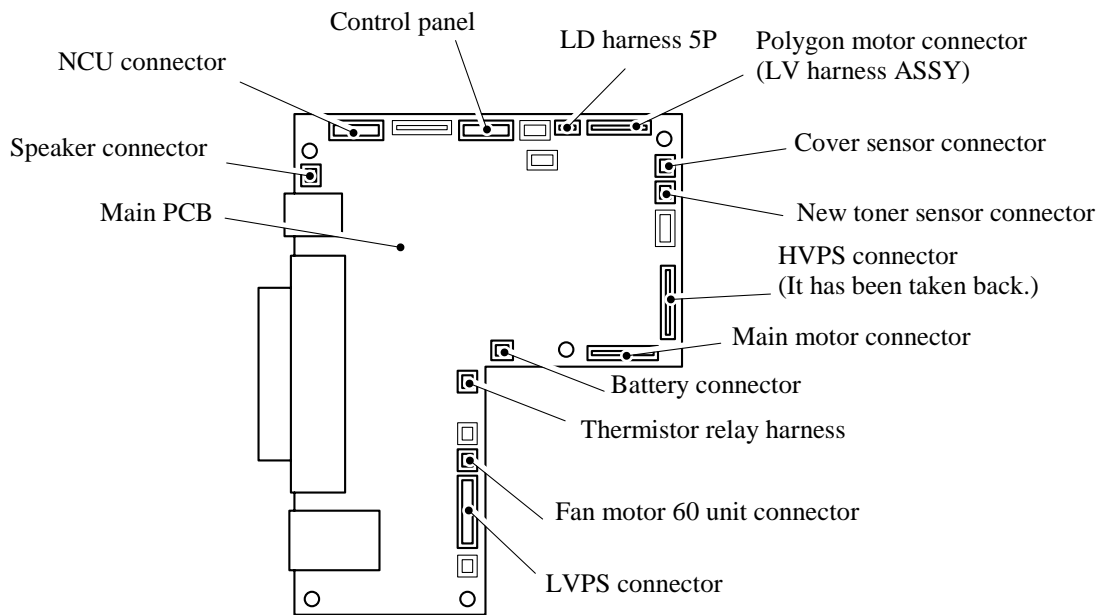 Control panel
LD harness 5P
Polygon motor connector
(LV harness ASSY)
NCU connector
Speaker connector
Cover sensor connector
Main PCB
New toner sensor connector
HVPS connector
(It has been taken back.)
Main motor connector
Battery connector
Thermistor relay harness
Fan motor 60 unit connector
LVPS connector